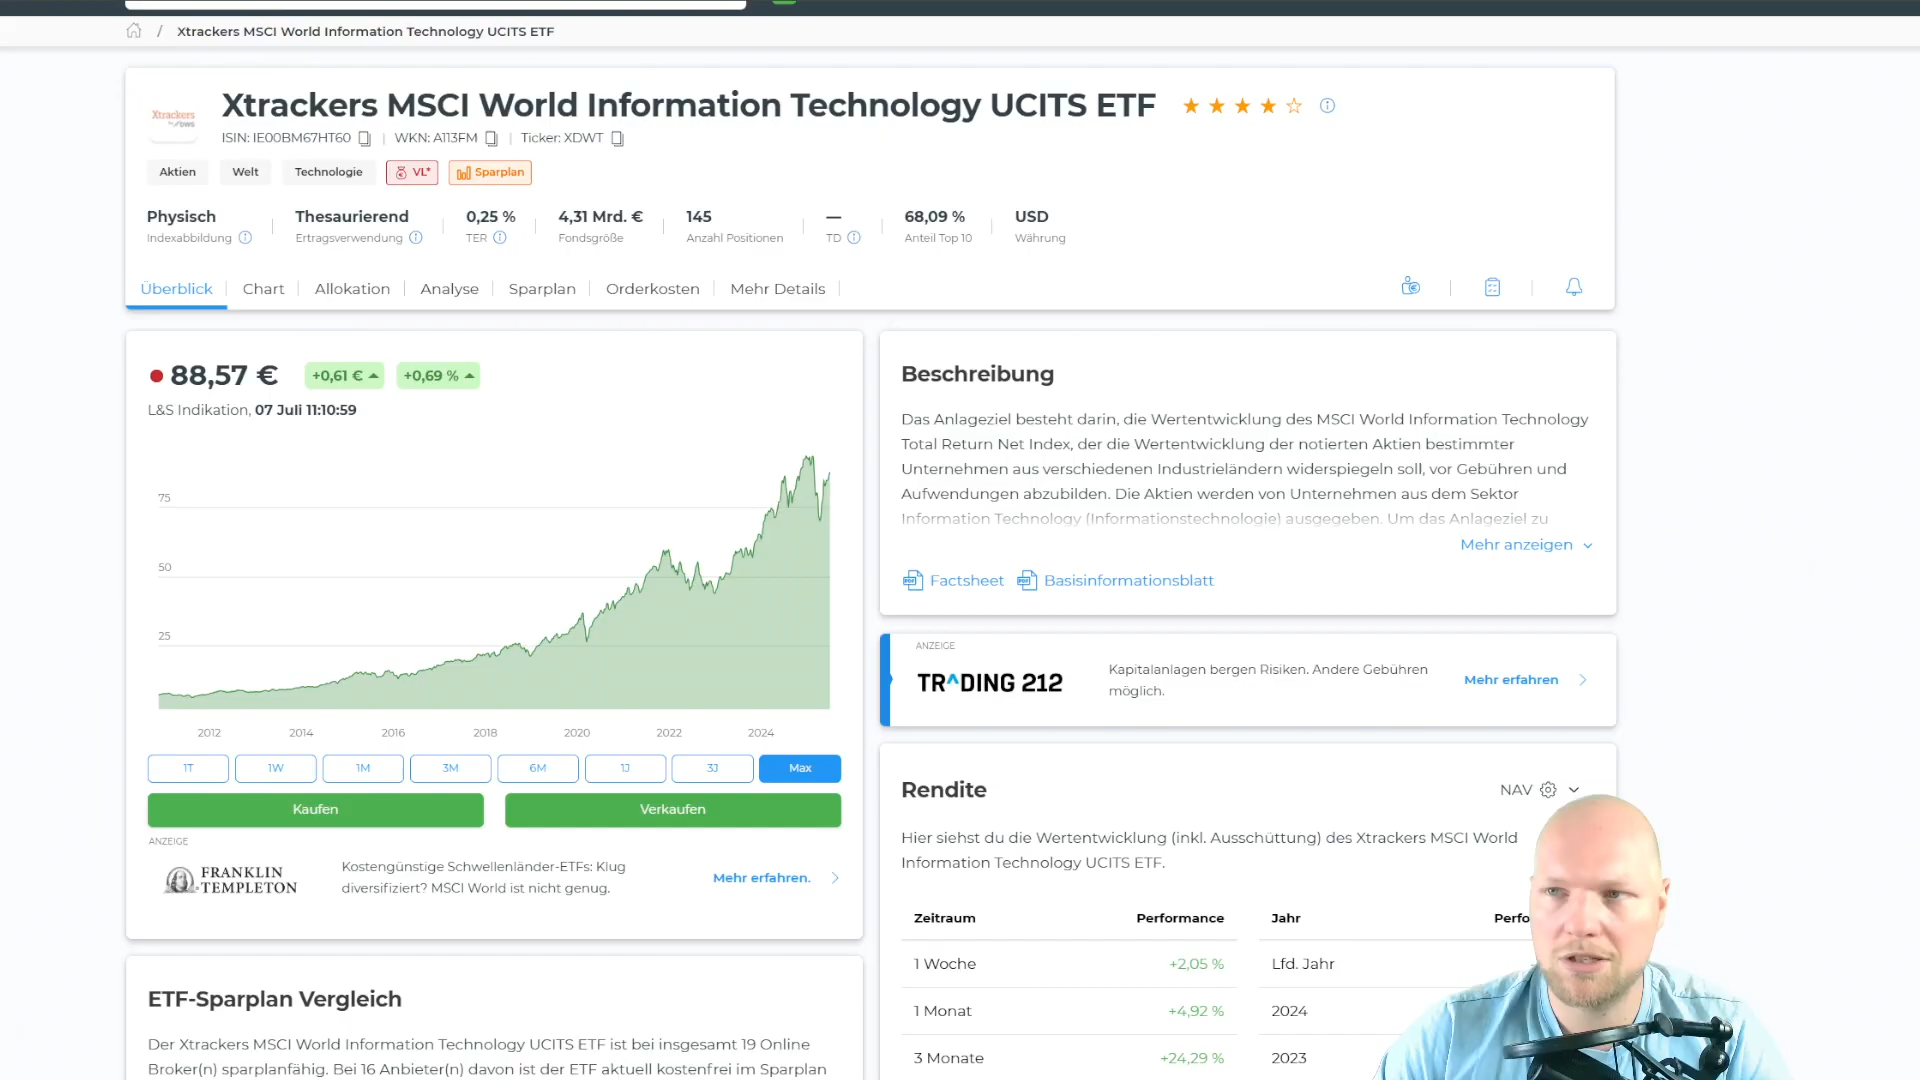 / Xtrackers MSCI World Information Technology UCITS ETF
Xtrackers
by DWS
Xtrackers MSCI World Information Technology UCITS ETF
ISIN: IE00BM67HT60 | WKN: A113FM | Ticker: XDWT
Aktien Welt Technologie VL* Sparplan
Physisch Thesaurierend 0,25 % 4,31 Mrd. € 145 — 68,09 % USD
Indexabbildung Ertragsverwendung TER Fondsgröße Anzahl Positionen TD Anteil Top 10 Währung
Überblick Chart Allokation Analyse Sparplan Orderkosten Mehr Details
88,57 € +0,61 € +0,69 %
L&S Indikation, 07 Juli 11:10:59
75
50
25
2012 2014 2016 2018 2020 2022 2024
1T 1W 1M 3M 6M 1J 3J Max
Kaufen Verkaufen
ANZEIGE
FRANKLIN
TEMPLETON
Kostengünstige Schwellenländer-ETFs: Klug
diversifiziert? MSCI World ist nicht genug.
Mehr erfahren.
ETF-Sparplan Vergleich
Der Xtrackers MSCI World Information Technology UCITS ETF ist bei insgesamt 19 Online
Broker(n) sparplanfähig. Bei 16 Anbieter(n) davon ist der ETF aktuell kostenfrei im Sparplan
Beschreibung
Das Anlageziel besteht darin, die Wertentwicklung des MSCI World Information Technology
Total Return Net Index, der die Wertentwicklung der notierten Aktien bestimmter
Unternehmen aus verschiedenen Industrieländern widerspiegeln soll, vor Gebühren und
Aufwendungen abzubilden. Die Aktien werden von Unternehmen aus dem Sektor
Information Technology (Informationstechnologie) ausgegeben. Um das Anlageziel zu
Mehr anzeigen
Factsheet Basisinformationsblatt
ANZEIGE
TRADING 212
Kapitalanlagen bergen Risiken. Andere Gebühren
möglich.
Mehr erfahren
Rendite
NAV
Hier siehst du die Wertentwicklung (inkl. Ausschüttung) des Xtrackers MSCI World
Information Technology UCITS ETF.
Zeitraum Performance Jahr Perfo
1 Woche +2,05 % Lfd. Jahr
1 Monat +4,92 % 2024
3 Monate +24,29 % 2023